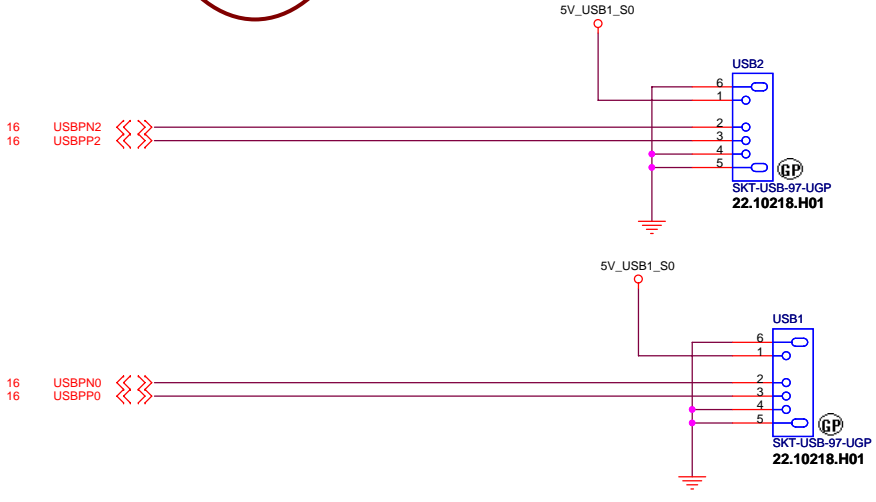 5V_USB1_S0
USB2
6
1
16 USBPN2 2
16 USBPP2 3
4
5
GP
SKT-USB-97-UGP
22.10218.H01
5V_USB1_S0
USB1
6
1
16 USBPN0 2
16 USBPP0 3
4
5
GP
SKT-USB-97-UGP
22.10218.H01